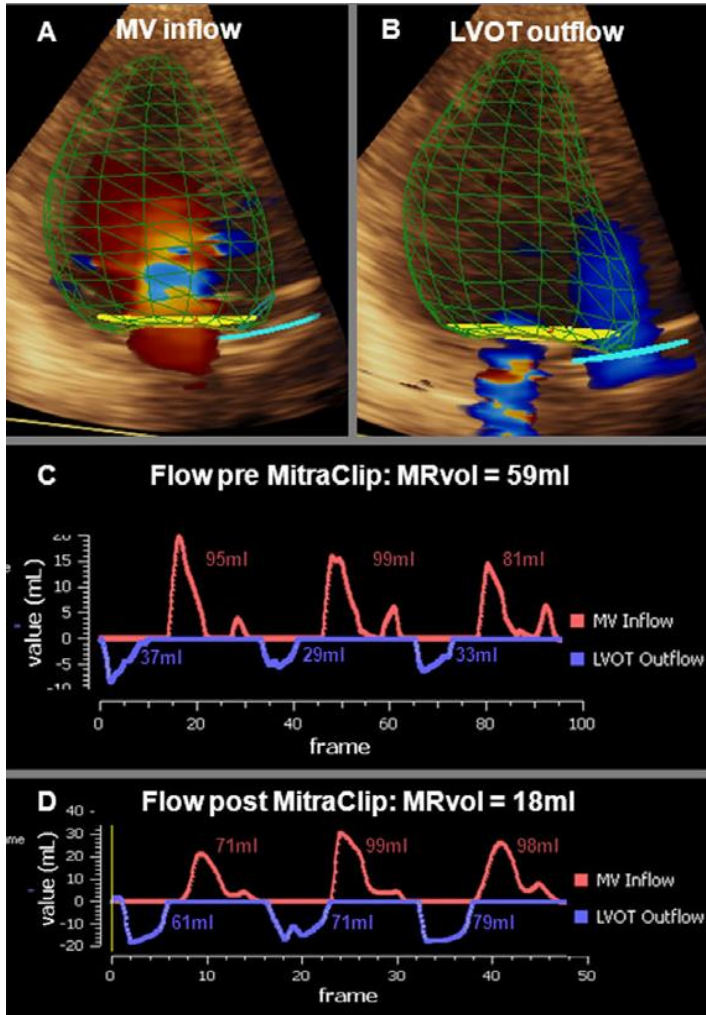 A
MV inflow
B
LVOT outflow
C
Flow pre MitraClip: MRvol = 59ml
value (mL)
20
15
10
5
0
-5
-10
95ml
99ml
81ml
37ml
29ml
33ml
MV Inflow
LVOT Outflow
0
20
40
60
80
100
frame
D
Flow post MitraClip: MRvol = 18ml
value (mL)
40
30
20
10
0
-10
-20
71ml
99ml
98ml
61ml
71ml
79ml
MV Inflow
LVOT Outflow
0
10
20
30
40
50
frame